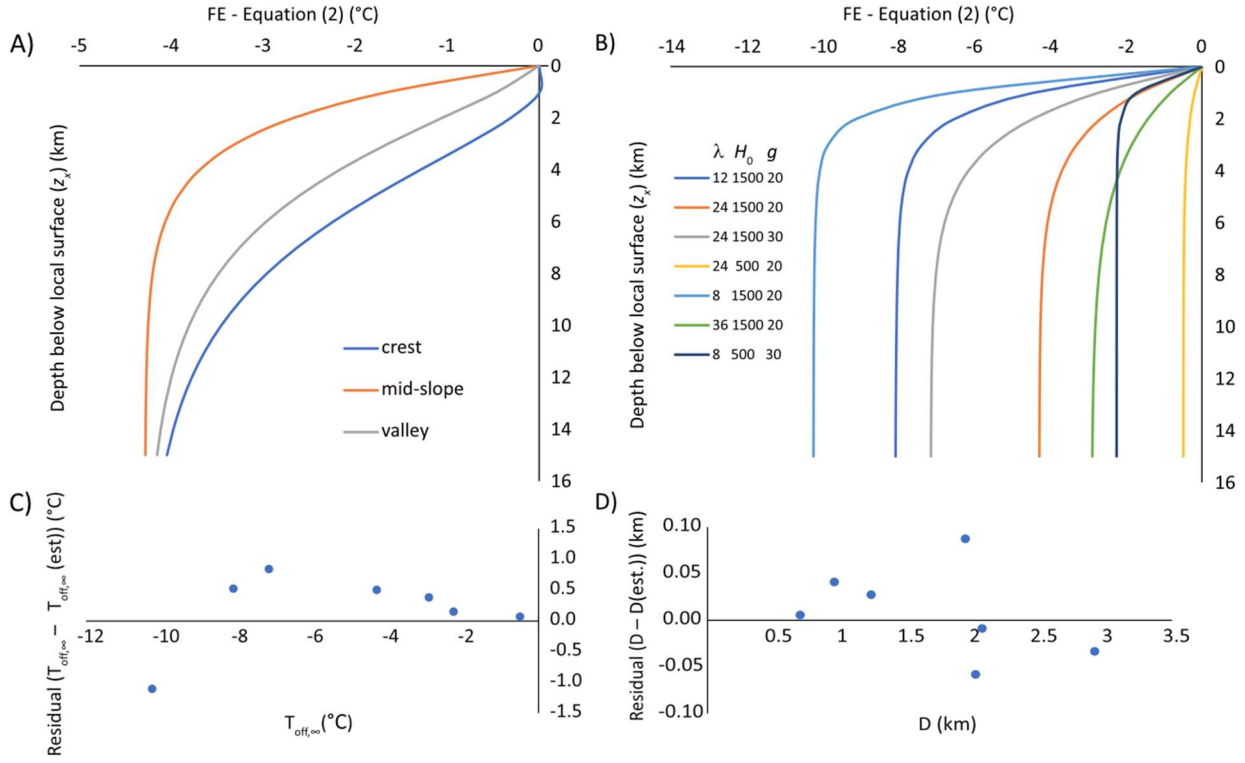 FE - Equation (2) (°C)
A)
-5 -4 -3 -2 -1 0
0
2
4
6
8
10
12
14
16
Depth below local surface (zₓ) (km)
crest
mid-slope
valley
FE - Equation (2) (°C)
B)
-14 -12 -10 -8 -6 -4 -2 0
0
2
4
6
8
10
12
14
16
Depth below local surface (zₓ) (km)
λ H₀ g
12 1500 20
24 1500 20
24 1500 30
24 500 20
8 1500 20
36 1500 20
8 500 30
C)
Residual (T off,∞ – T off,∞ (est)) (°C)
1.5
1.0
0.5
0.0
-0.5
-1.0
-1.5
-12 -10 -8 -6 -4 -2
T off,∞ (°C)
D)
Residual (D – D(est.)) (km)
0.10
0.05
0.00
-0.05
-0.10
0.5 1 1.5 2 2.5 3 3.5
D (km)